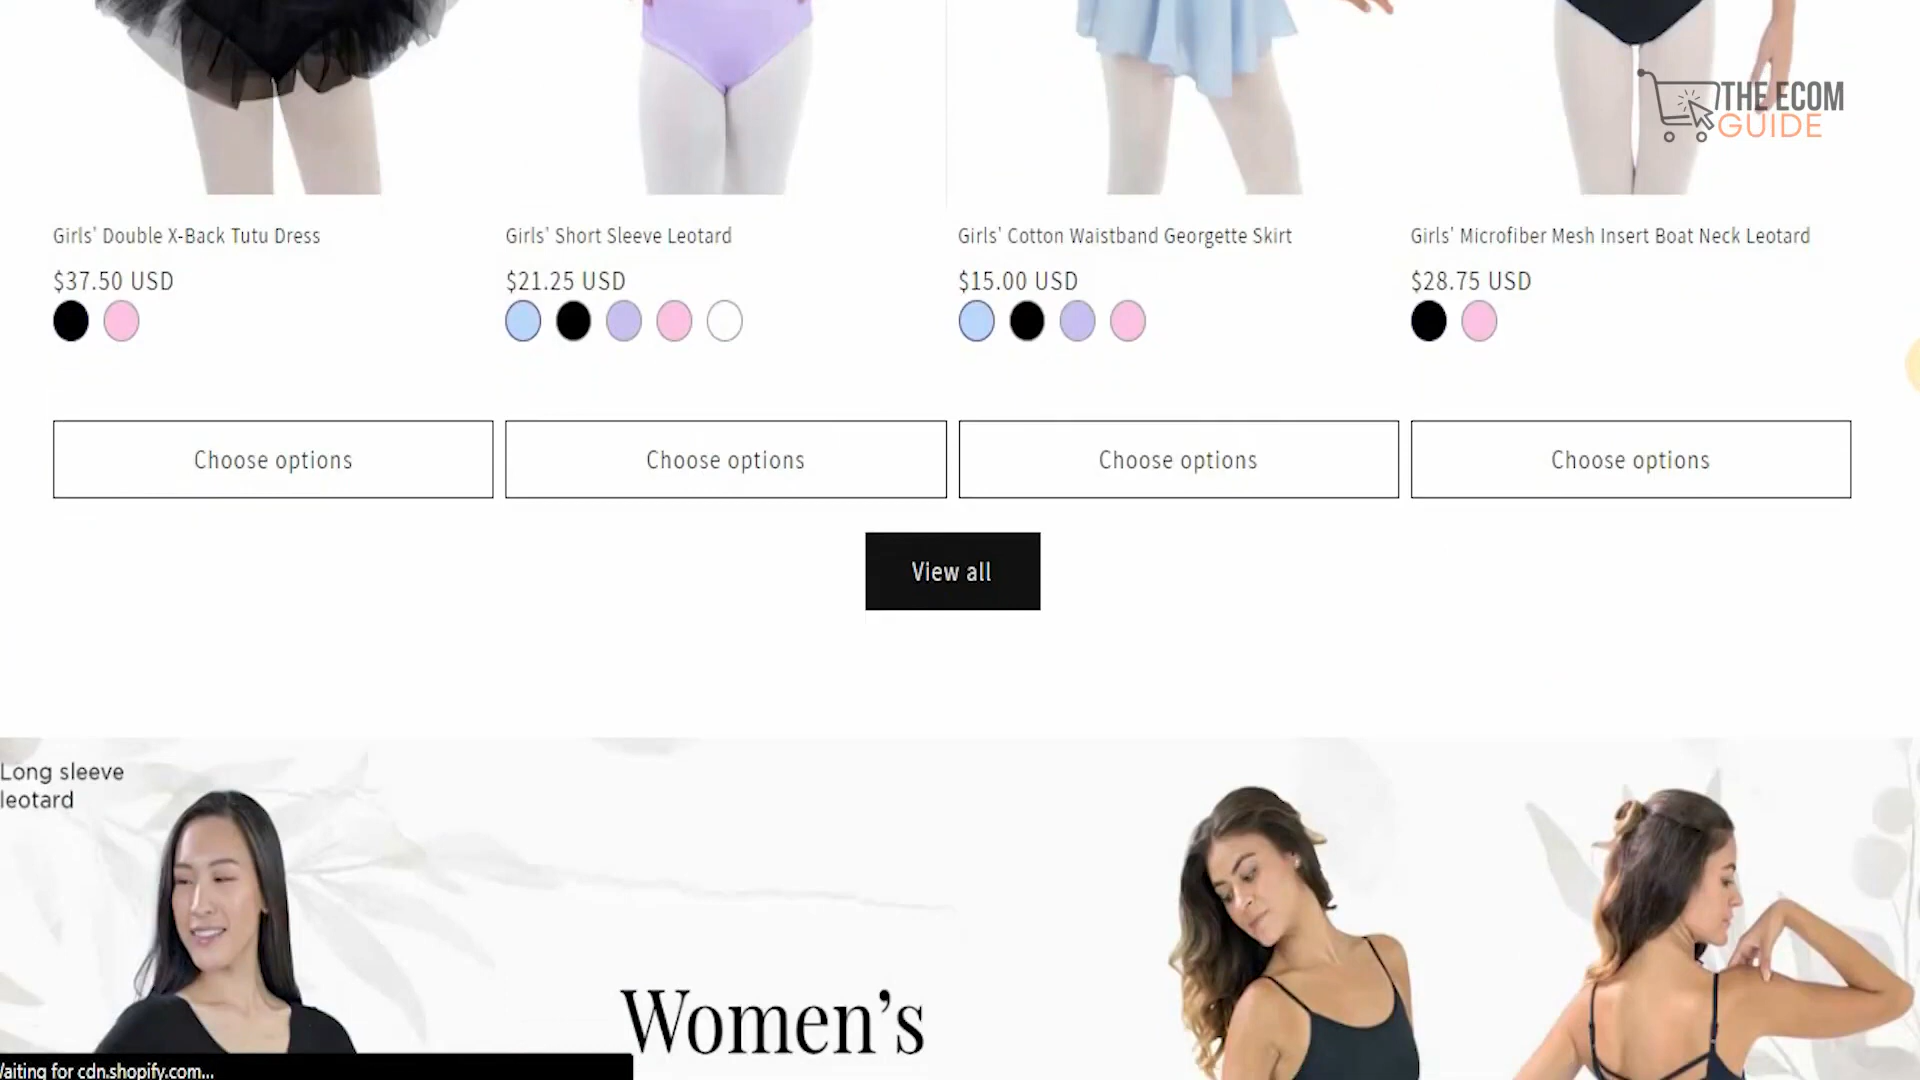 THE ECOM
GUIDE
Girls' Double X-Back Tutu Dress
$37.50 USD
Girls' Short Sleeve Leotard
$21.25 USD
Girls' Cotton Waistband Georgette Skirt
$15.00 USD
Girls' Microfiber Mesh Insert Boat Neck Leotard
$28.75 USD
Choose options
Choose options
Choose options
Choose options
View all
Long sleeve
leotard
Women’s
Waiting for cdn.shopify.com...